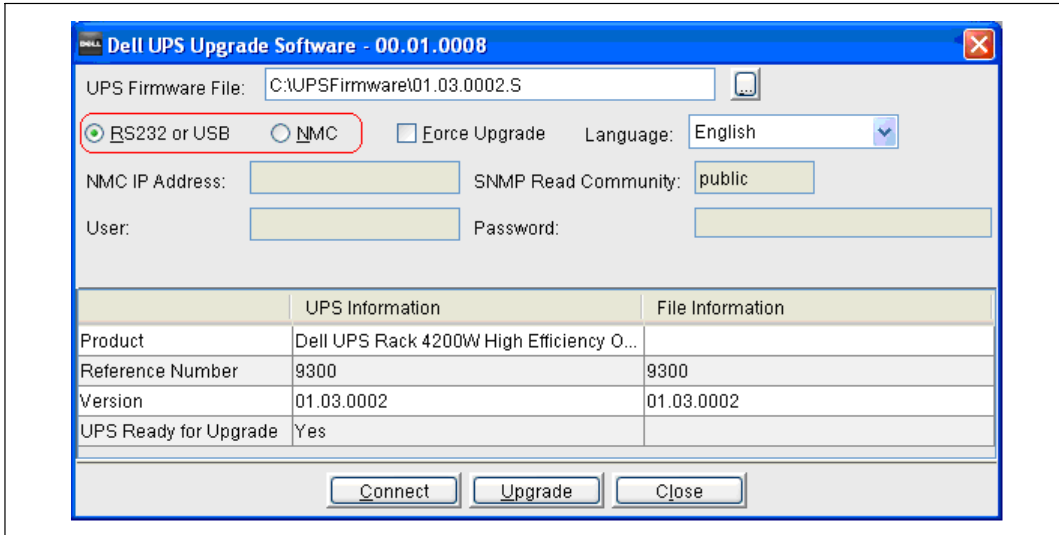 DELL Dell UPS Upgrade Software - 00.01.0008
UPS Firmware File: C:\UPSFirmware\01.03.0002.S ...
RS232 or USB NMC Force Upgrade Language: English
NMC IP Address: SNMP Read Community: public
User: Password:
UPS Information File Information
Product Dell UPS Rack 4200W High Efficiency O...
Reference Number 9300 9300
Version 01.03.0002 01.03.0002
UPS Ready for Upgrade Yes
Connect Upgrade Close